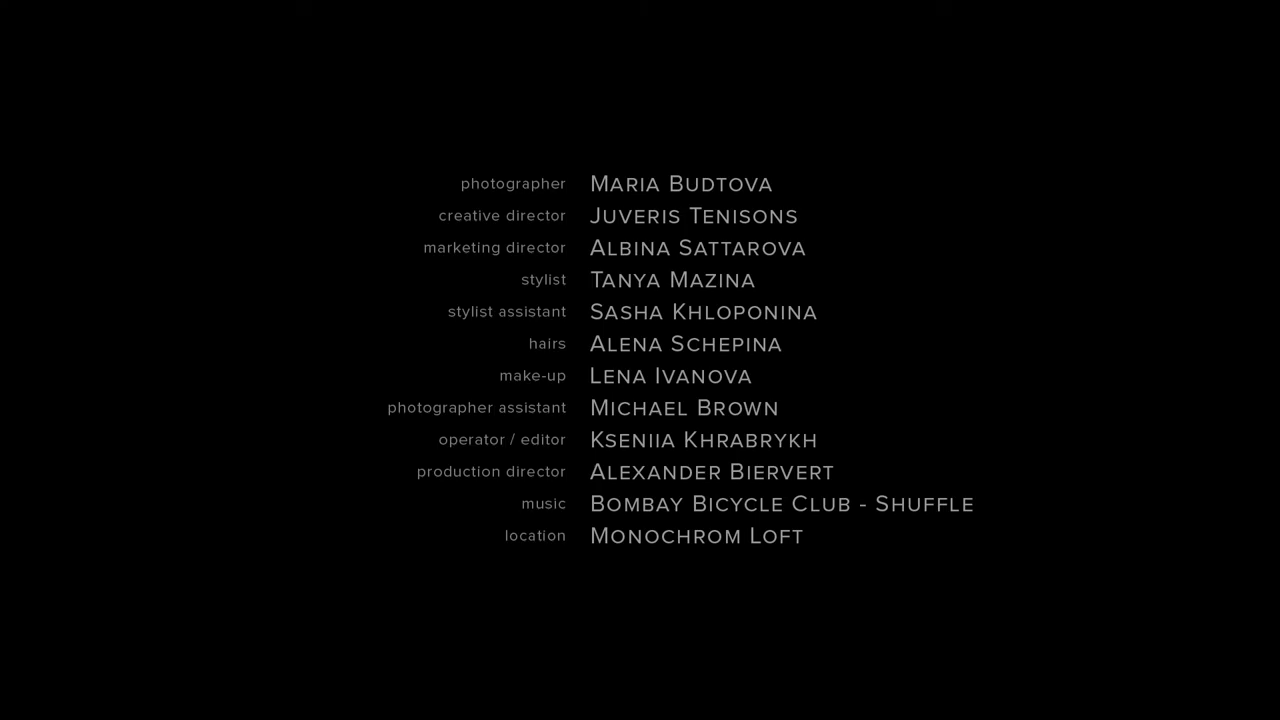 photographer MARIA BUDTOVA
creative director JUVERIS TENISONS
marketing director ALBINA SATTAROVA
stylist TANYA MAZINA
stylist assistant SASHA KHLOPONINA
hairs ALENA SCHEPINA
make-up LENA IVANOVA
photographer assistant MICHAEL BROWN
operator / editor KSENIIA KHRABRYKH
production director ALEXANDER BIERVERT
music BOMBAY BICYCLE CLUB - SHUFFLE
location MONOCHROM LOFT